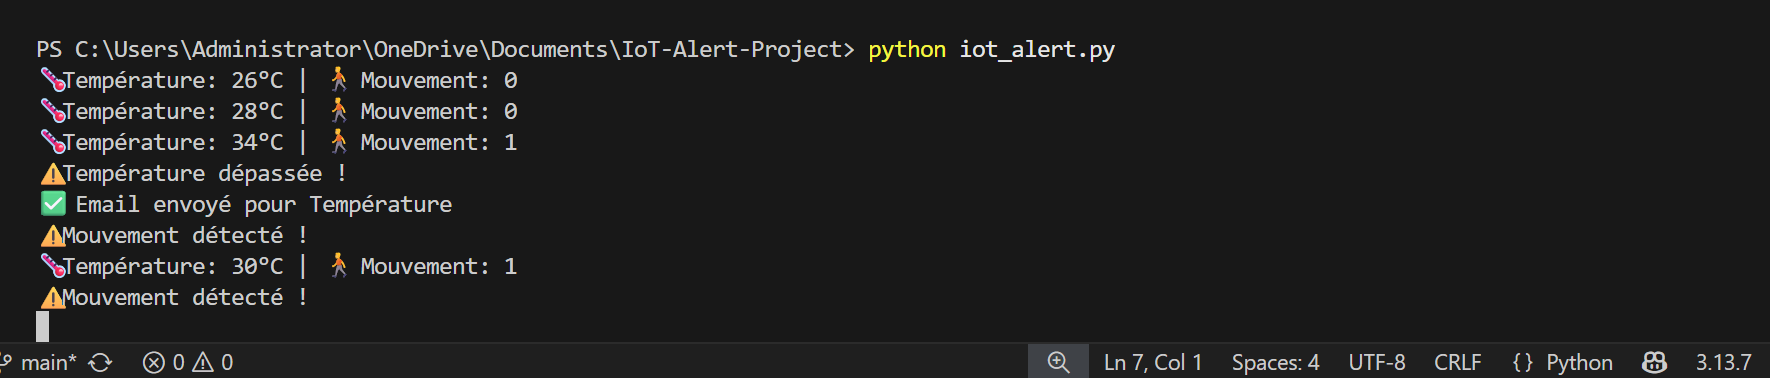 PS C:\Users\Administrator\OneDrive\Documents\IoT-Alert-Project> python iot_alert.py
🌡️Température: 26°C | 🚶 Mouvement: 0
🌡️Température: 28°C | 🚶 Mouvement: 0
🌡️Température: 34°C | 🚶 Mouvement: 1
⚠️Température dépassée !
✅ Email envoyé pour Température
⚠️Mouvement détecté !
🌡️Température: 30°C | 🚶 Mouvement: 1
⚠️Mouvement détecté !
main* 0 0 Ln 7, Col 1 Spaces: 4 UTF-8 CRLF {} Python 3.13.7